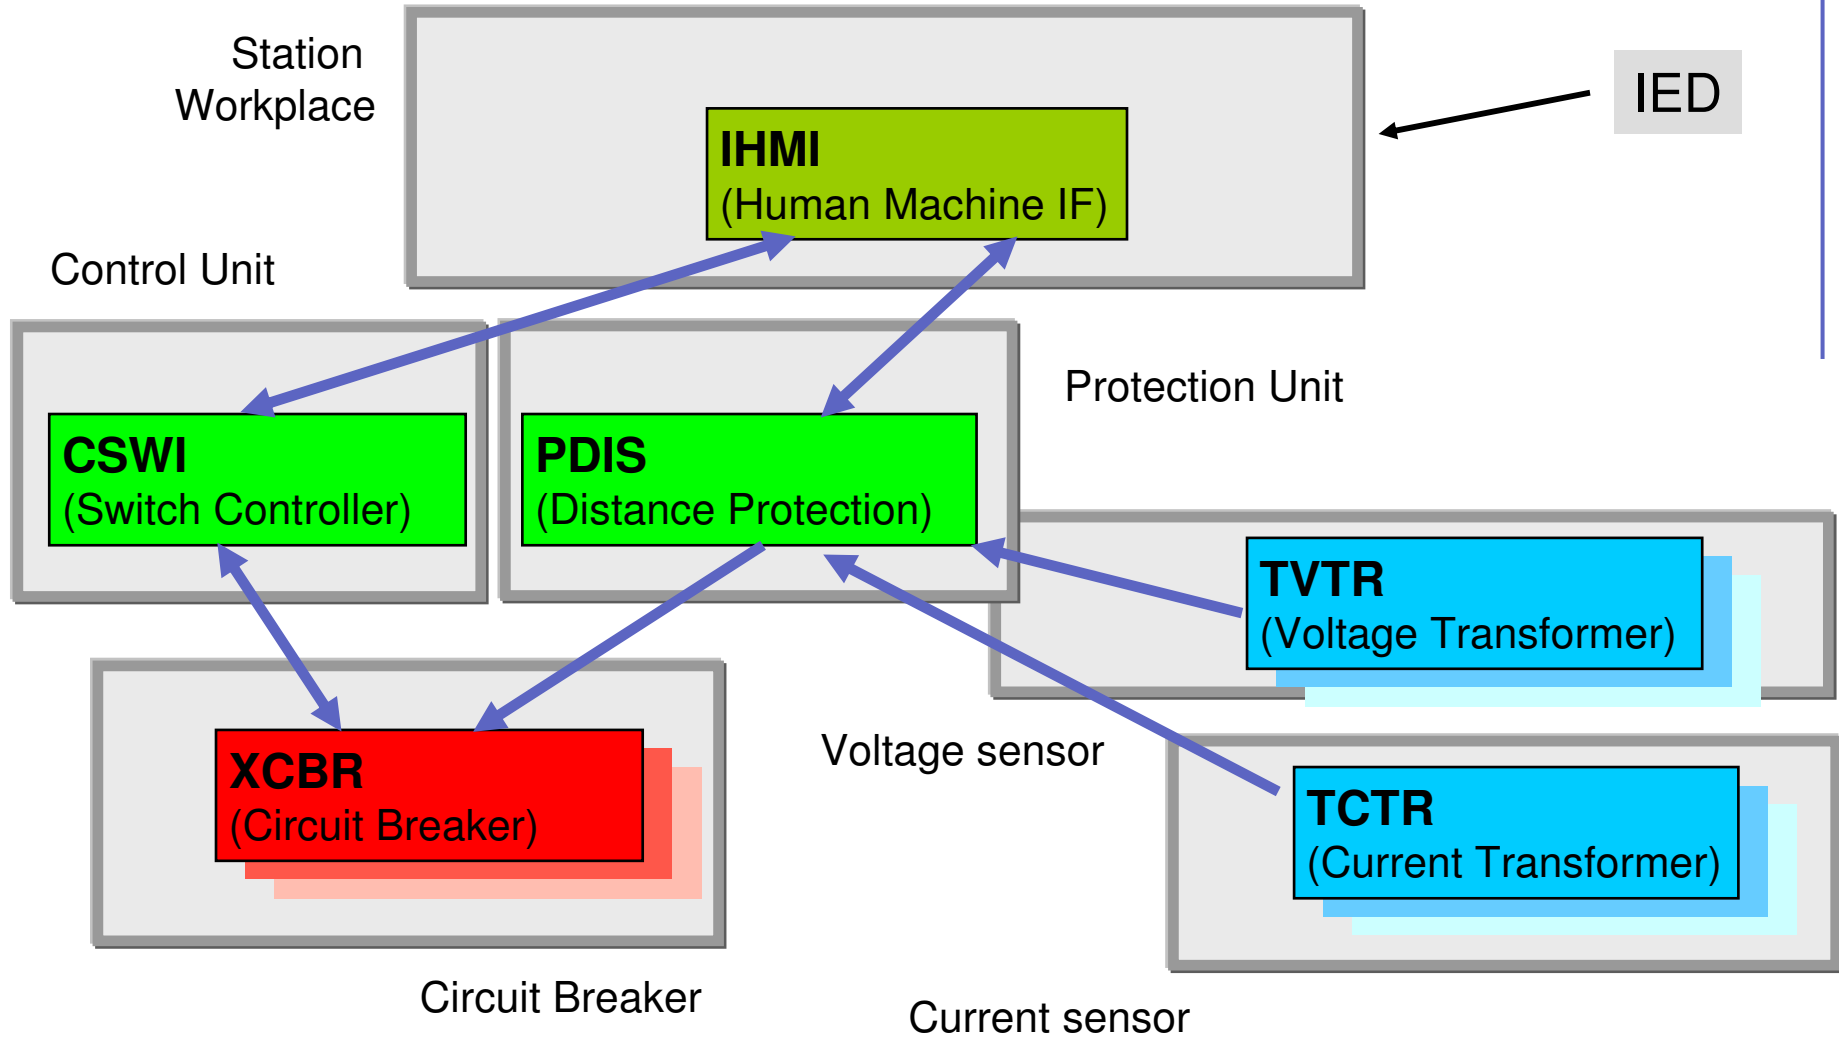 Station
Workplace
IED
IHMI
(Human Machine IF)
Control Unit
Protection Unit
CSWI
(Switch Controller)
PDIS
(Distance Protection)
TVTR
(Voltage Transformer)
Voltage sensor
XCBR
(Circuit Breaker)
TCTR
(Current Transformer)
Circuit Breaker
Current sensor